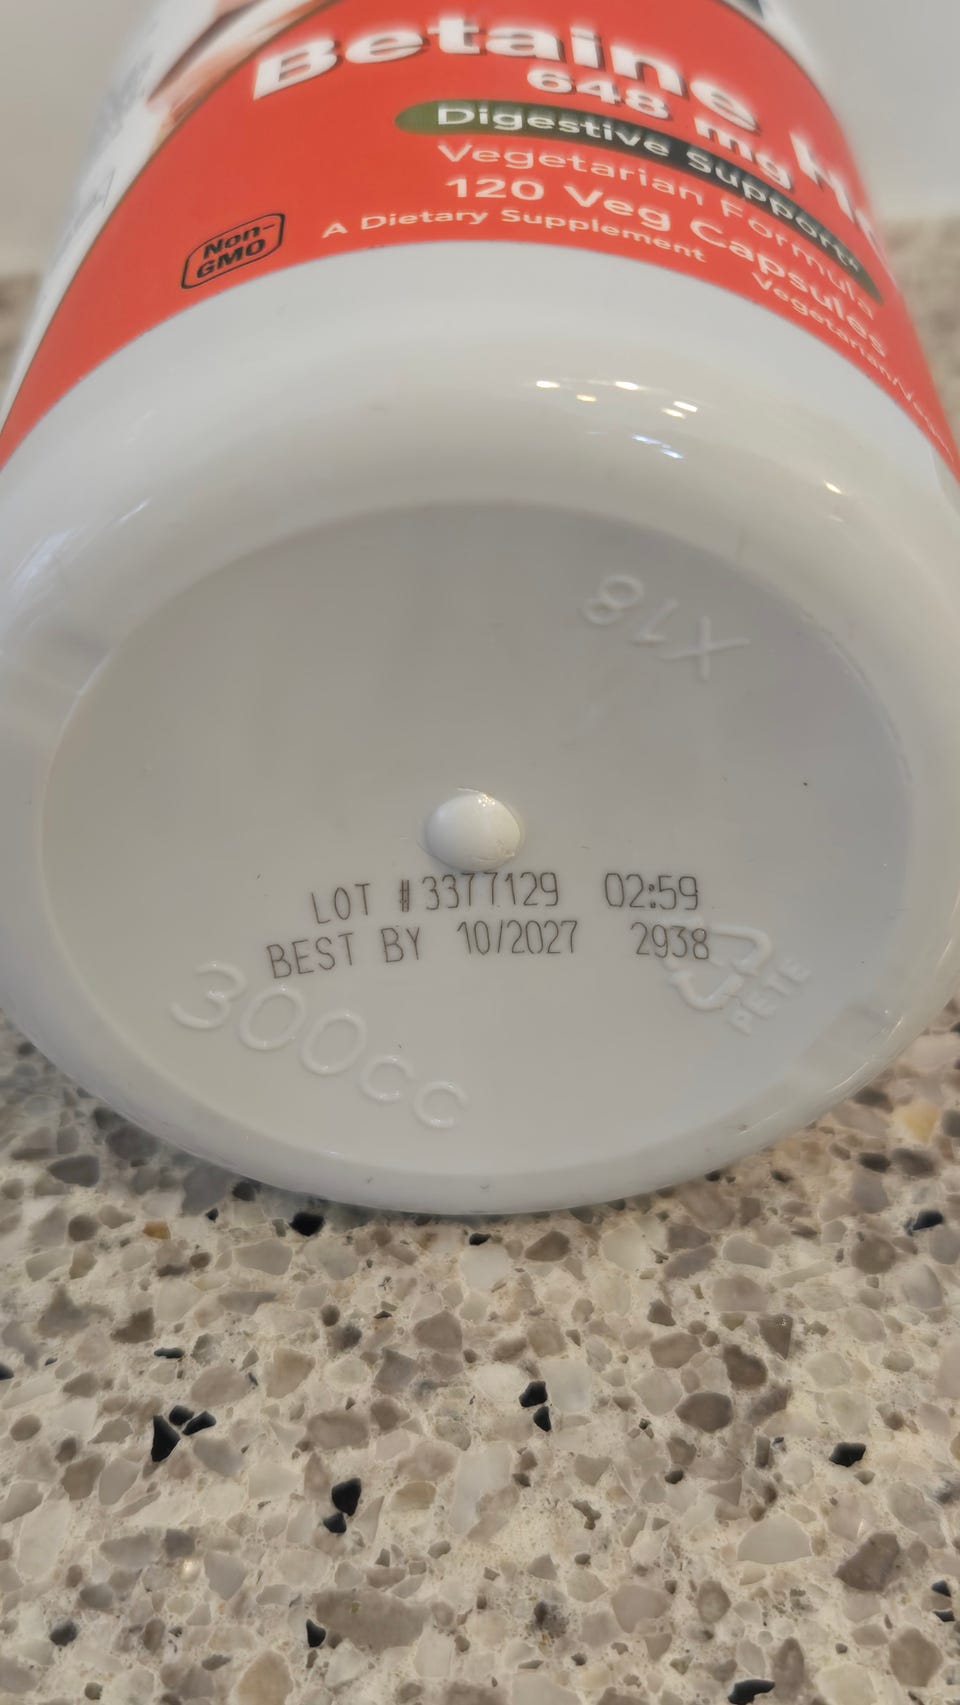 Betaine
648 mg
Digestive Support*
Vegetarian Formula
120 Veg Capsules
A Dietary Supplement
Non-
GMO
X18
LOT #3377129 02:59
BEST BY 10/2027 2938
300cc
PETE